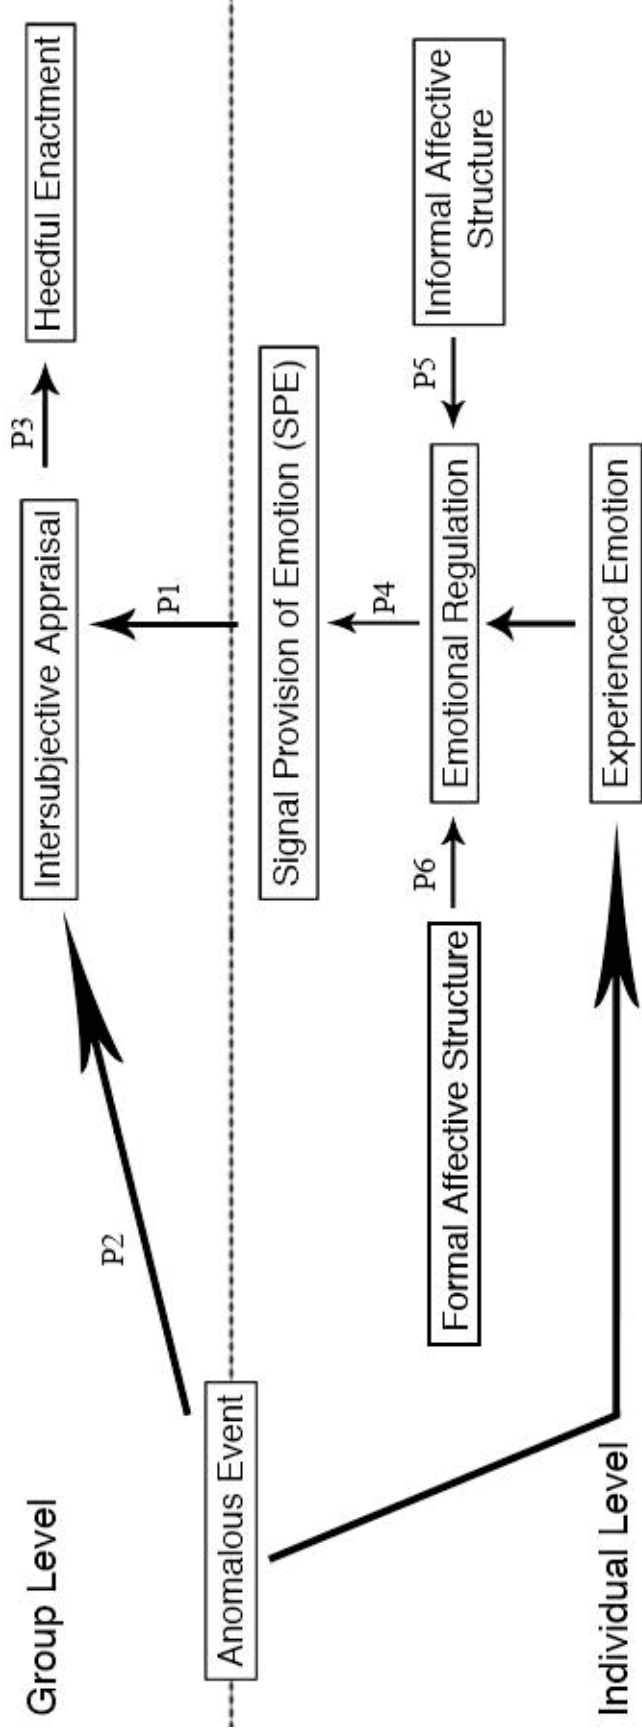 Group Level
P2
Intersubjective Appraisal
P3
Heedful Enactment
P1
Anomalous Event
Signal Provision of Emotion (SPE)
P4
Formal Affective Structure
P6
Emotional Regulation
P5
Informal Affective
Structure
Individual Level
Experienced Emotion